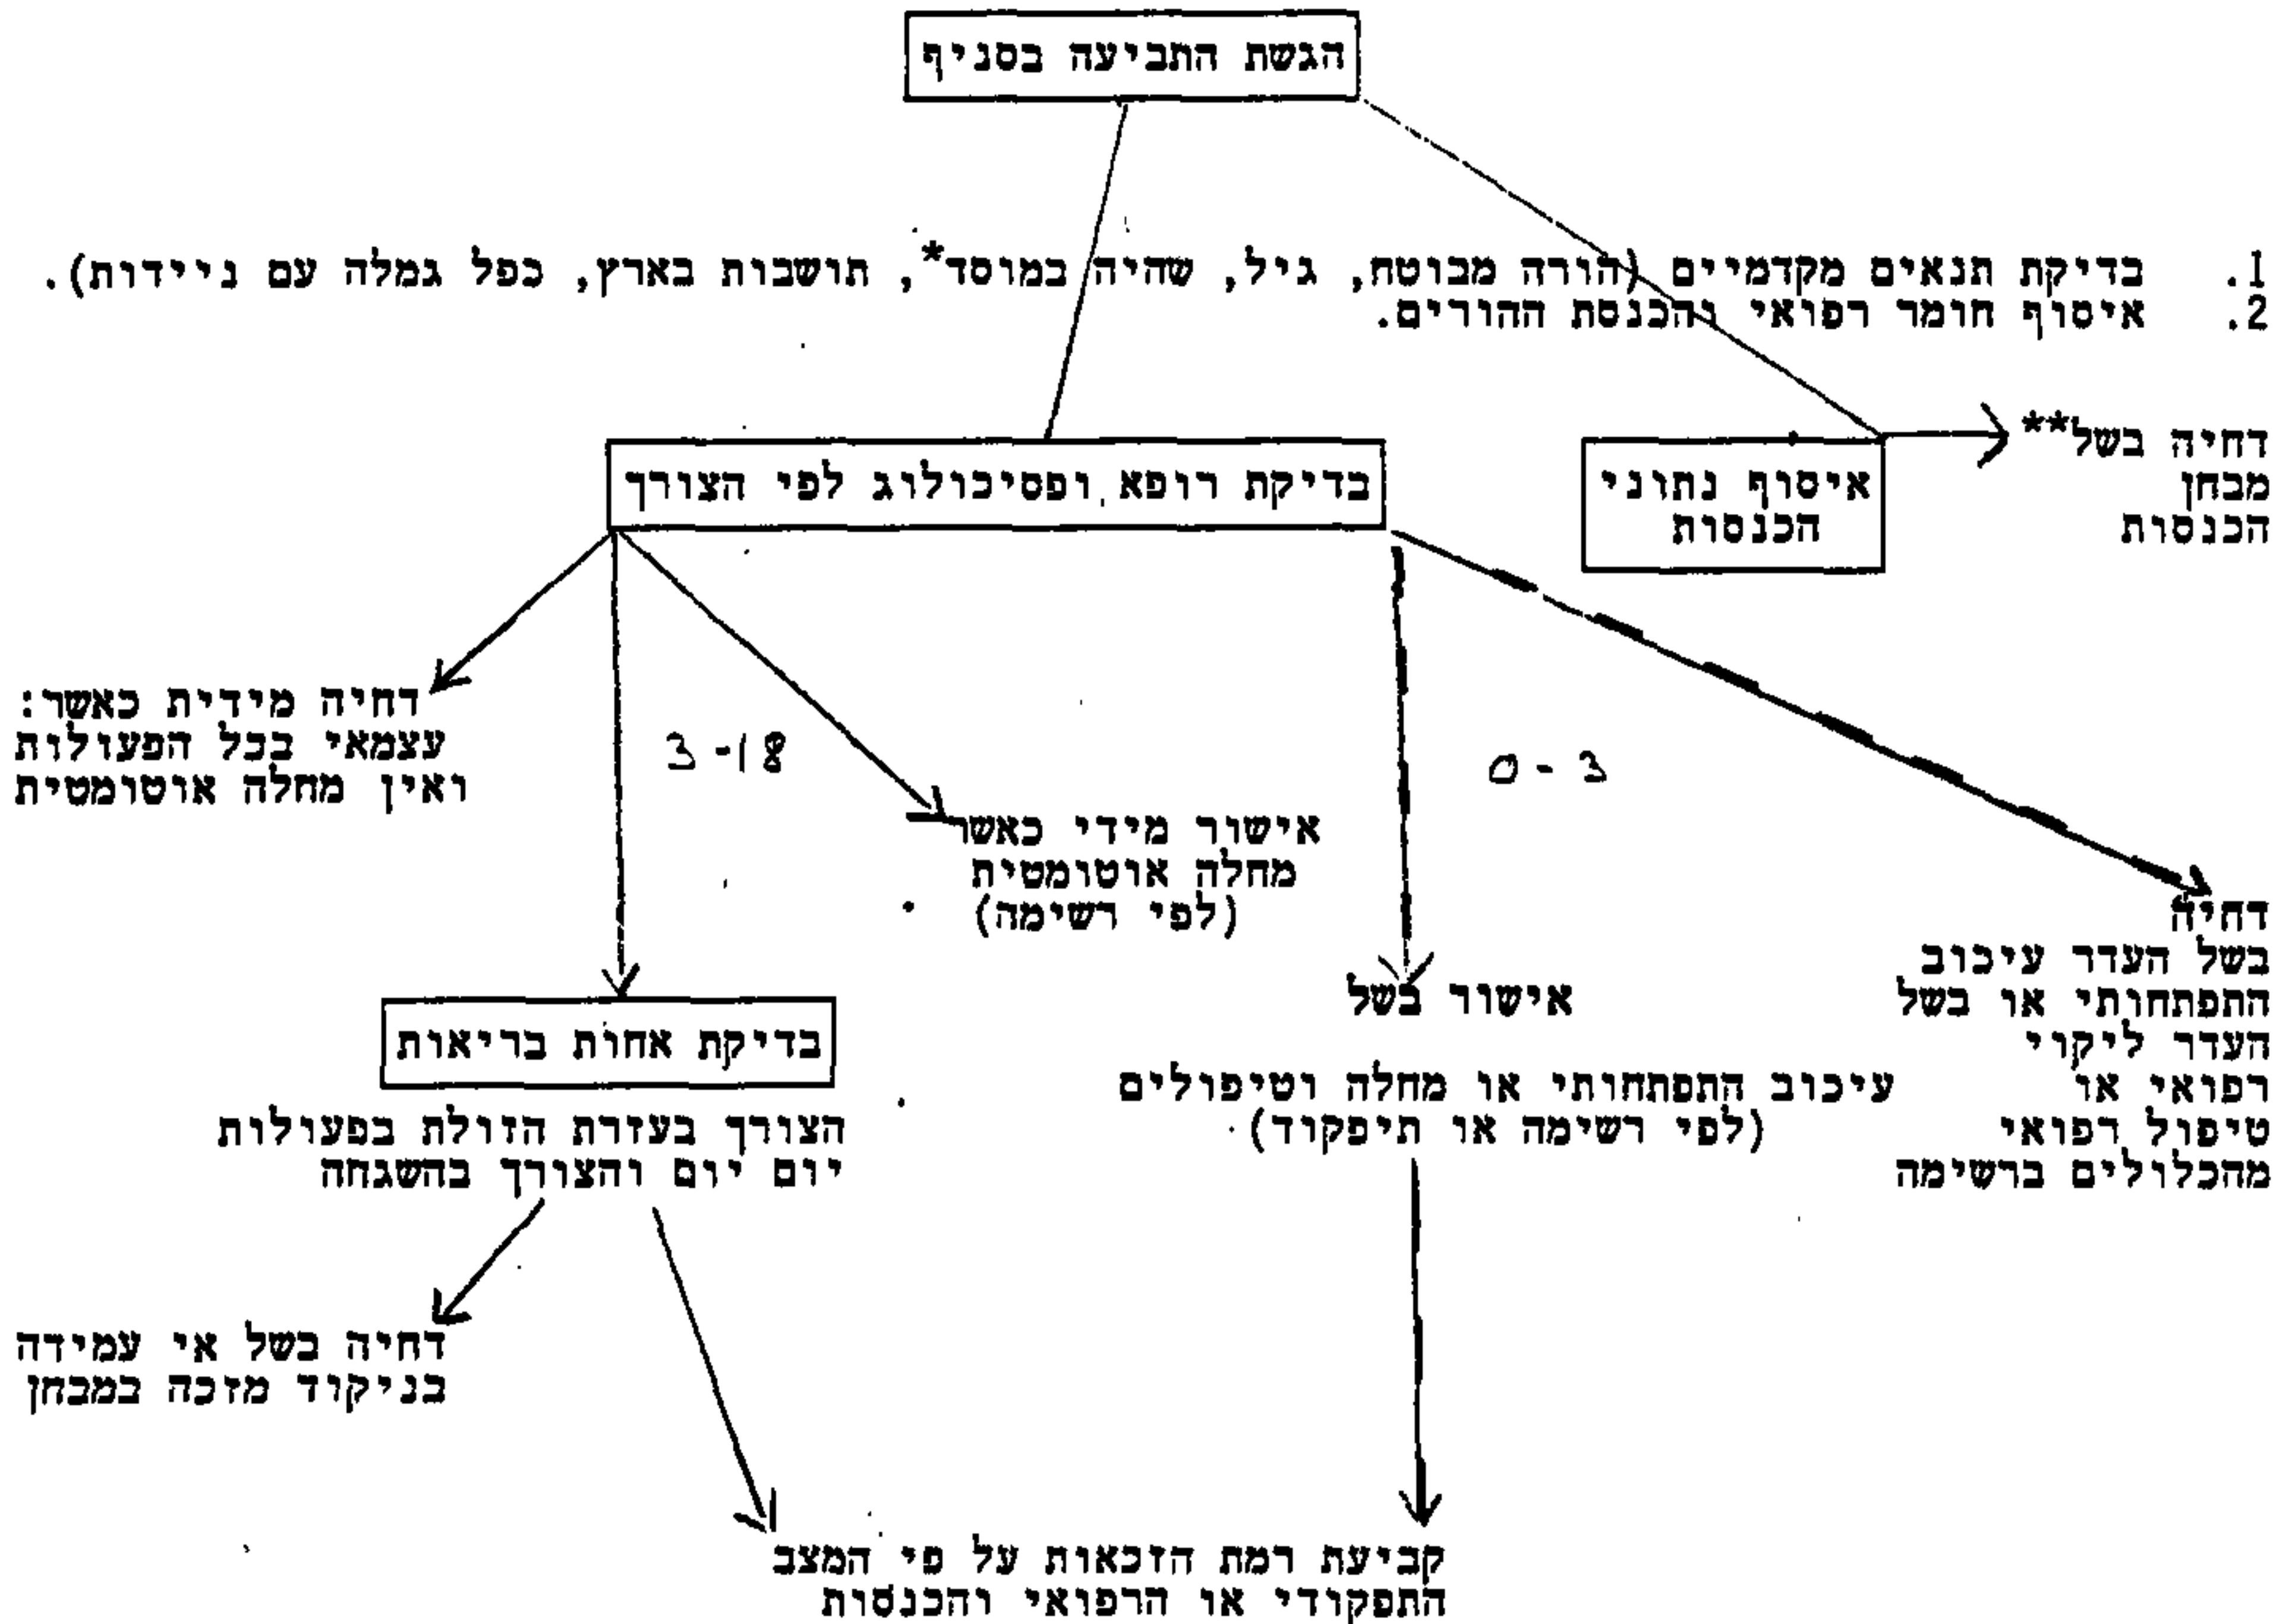 הגשת התביעה בסניף
1. בדיקת תנאים מקדמיים (הורה מבוטח, גיל, שהיה במוסד*, תושבות בארץ, כפל גמלה עם ניידות).
2. איסוף חומר רפואי והכנסת ההורים.
דחיה בשל**
מבחן
הכנסות
איסוף נתוני
הכנסות
בדיקת רופא ופסיכולוג לפי הצורך
דחיה מידית כאשר:
עצמאי בכל הפעולות
ואין מחלה אוטומטית
3-18
0-3
אישור מידי כאשר
מחלה אוטומטית
(לפי רשימה)
דחיה
בשל העדר עיכוב
התפתחותי או בשל
העדר ליקוי
רפואי או
טיפול רפואי
מהכלולים ברשימה
אישור בשל
עיכוב התפתחותי או מחלה וטיפולים
(לפי רשימה או תיפקוד)
בדיקת אחות בריאות
הצורך בעזרת הזולת בפעולות
יום יום והצורך בהשגחה
דחיה בשל אי עמידה
בניקוד מזכה במבחן
קביעת רמת הזכאות על פי המצב
התפקודי או הרפואי והכנסות